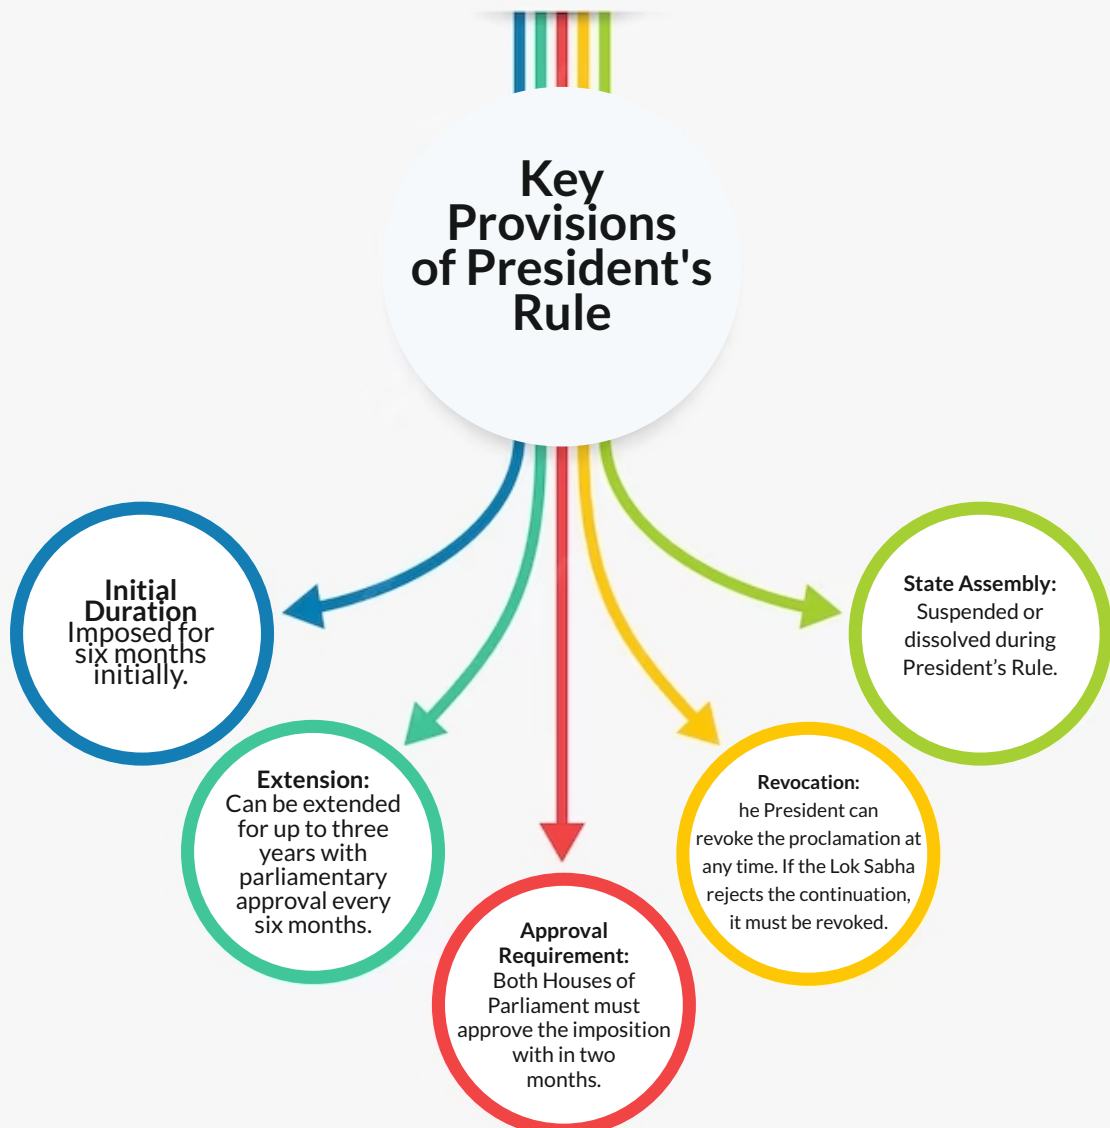 Key
Provisions
of President's
Rule
Initial
Duration
Imposed for
six months
initially.
Extension:
Can be extended
for up to three
years with
parliamentary
approval every
six months.
Approval
Requirement:
Both Houses of
Parliament must
approve the imposition
with in two
months.
Revocation:
he President can
revoke the proclamation at
any time. If the Lok Sabha
rejects the continuation,
it must be revoked.
State Assembly:
Suspended or
dissolved during
President’s Rule.